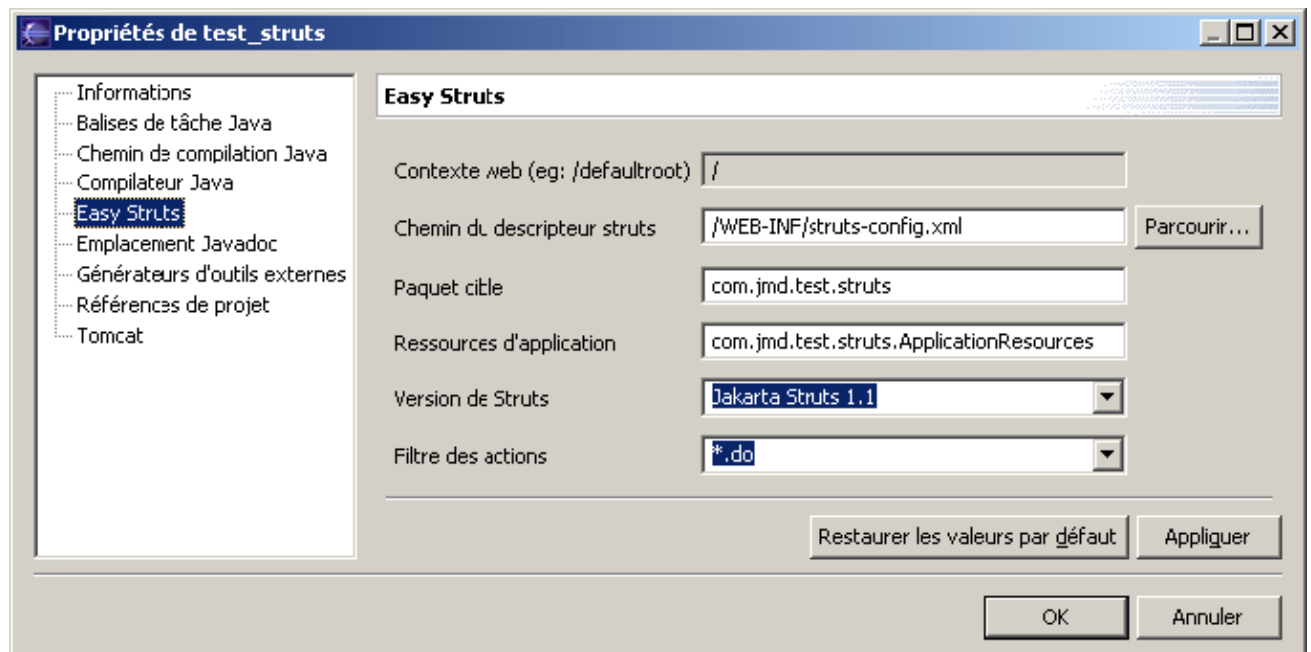 Propriétés de test_struts
Informations
Balises de tâche Java
Chemin de compilation Java
Compilateur Java
Easy Struts
Emplacement Javadoc
Générateurs d'outils externes
Références de projet
Tomcat
Easy Struts
Contexte web (eg: /defaultroot) /
Chemin du descripteur struts /WEB-INF/struts-config.xml Parcourir...
Paquet cible com.jmd.test.struts
Ressources d'application com.jmd.test.struts.ApplicationResources
Version de Struts Jakarta Struts 1.1
Filtre des actions *.do
Restaurer les valeurs par défaut Appliquer
OK Annuler